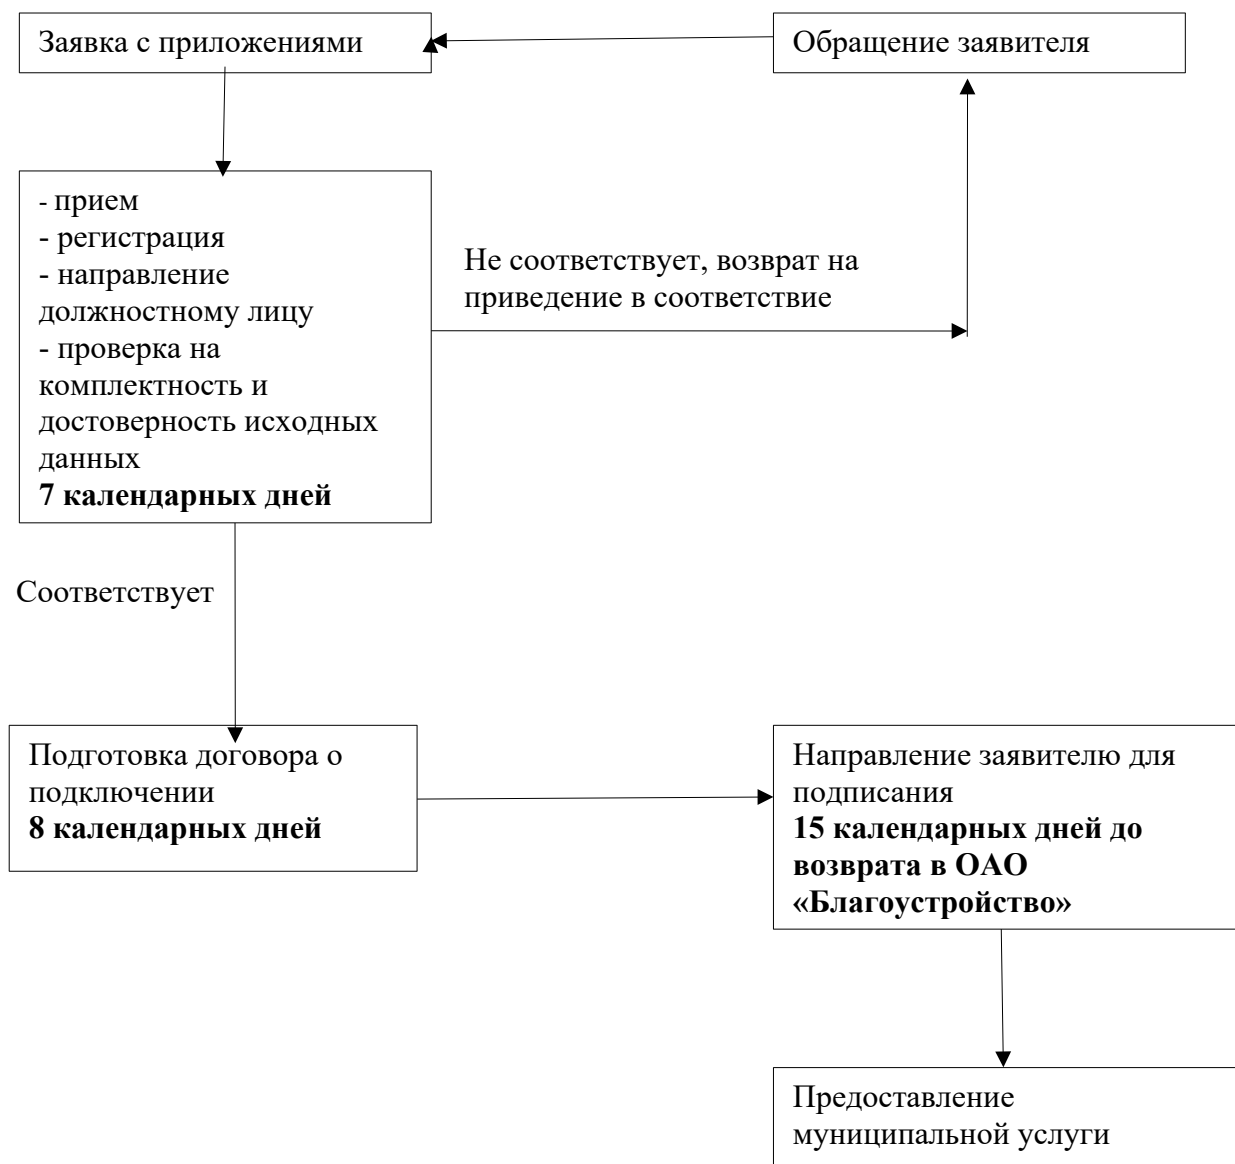 Заявка с приложениями
Обращение заявителя
- прием
- регистрация
- направление
должностному лицу
- проверка на
комплектность и
достоверность исходных
данных
7 календарных дней
Не соответствует, возврат на
приведение в соответствие
Соответствует
Подготовка договора о
подключении
8 календарных дней
Направление заявителю для
подписания
15 календарных дней до
возврата в ОАО
«Благоустройство»
Предоставление
муниципальной услуги